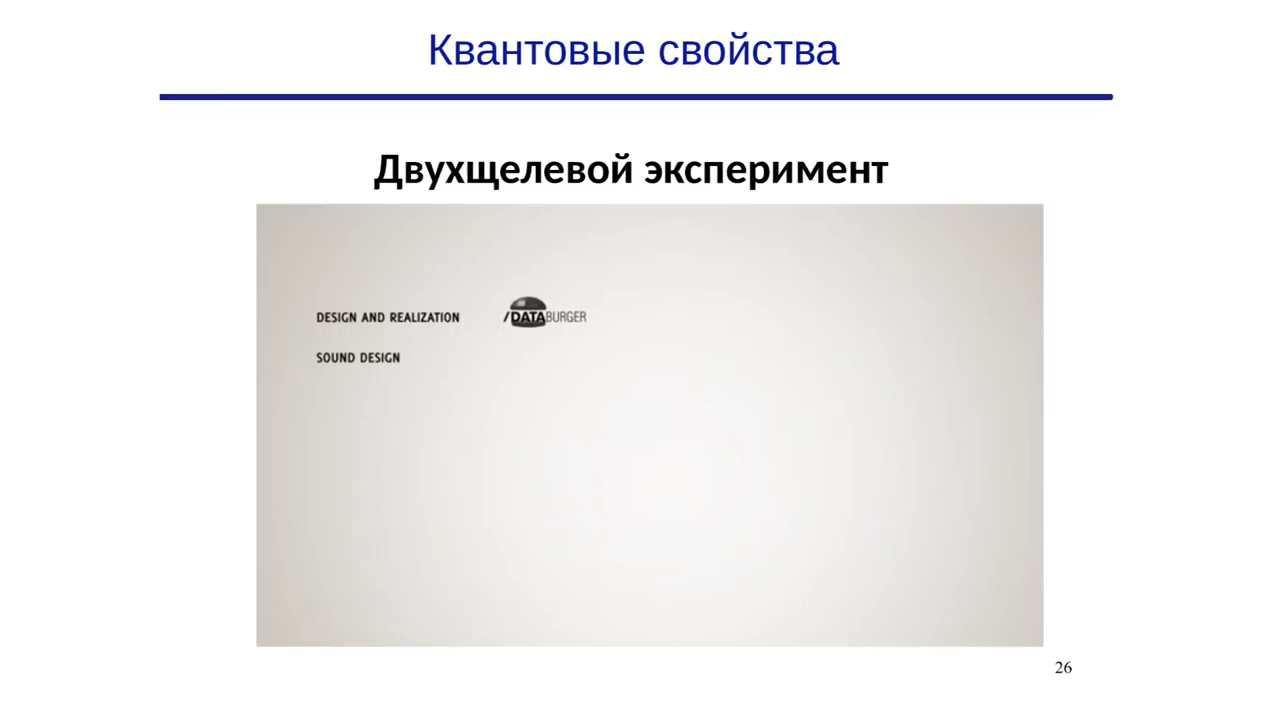 Квантовые свойства
Двухщелевой эксперимент
DESIGN AND REALIZATION /DATABURGER
SOUND DESIGN
26